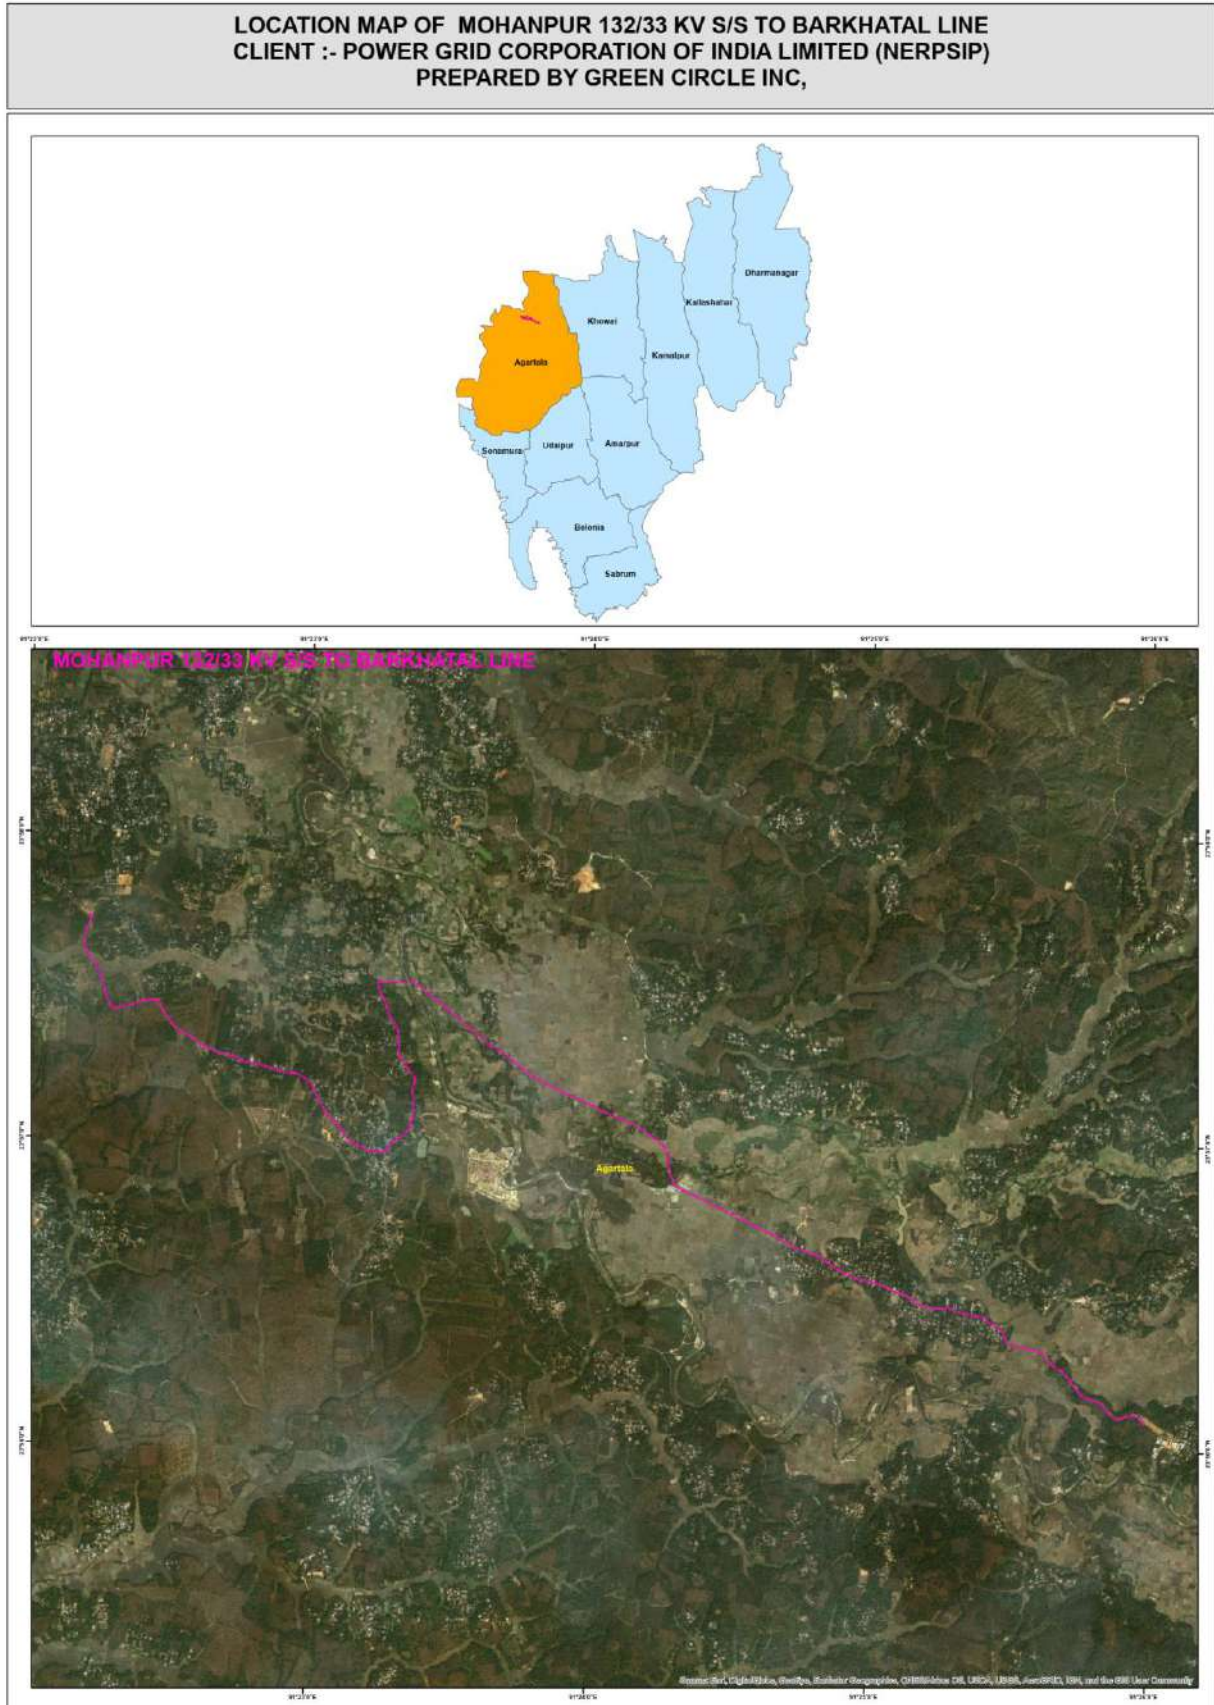 LOCATION MAP OF MOHANPUR 132/33 KV S/S TO BARKHATAL LINE
CLIENT :- POWER GRID CORPORATION OF INDIA LIMITED (NERPSIP)
PREPARED BY GREEN CIRCLE INC,
Dharmanagar
Kailashahar
Khowai
Kamalpur
Agartala
Sonamura
Udaipur
Amarpur
Belonia
Sabrum
MOHANPUR 132/33 KV S/S TO BARKHATAL LINE
Agartala